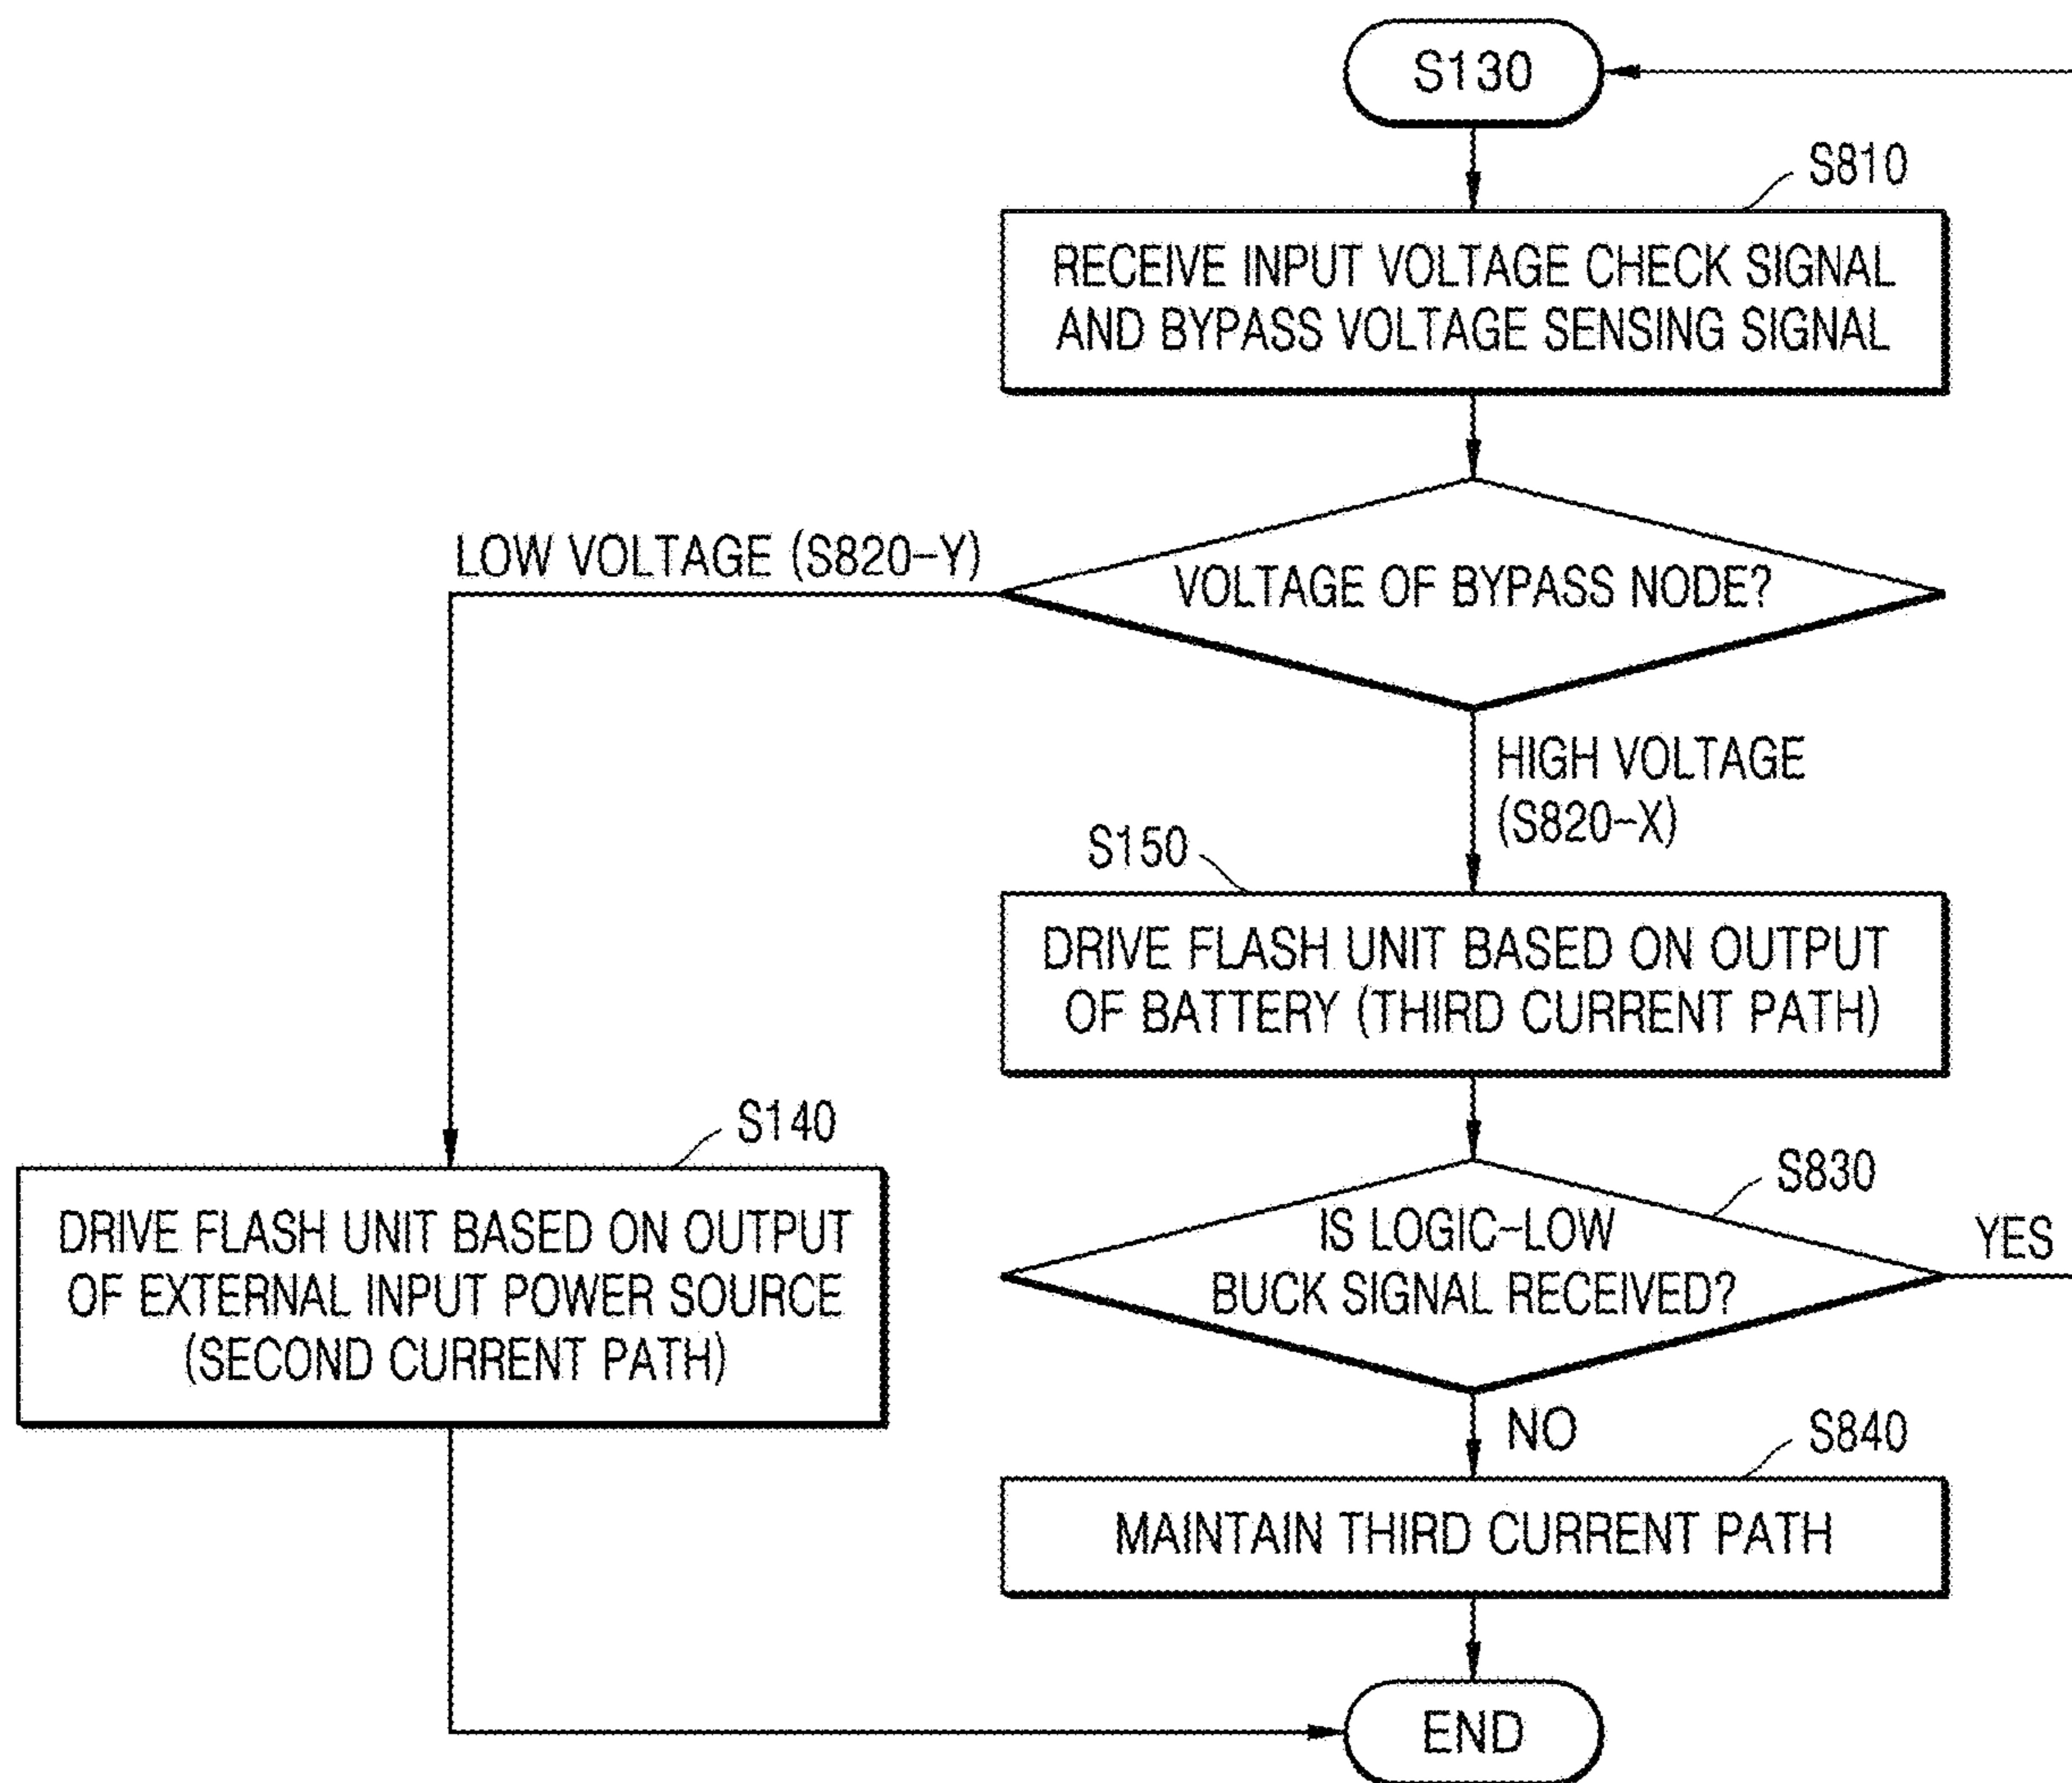 S130
S810
RECEIVE INPUT VOLTAGE CHECK SIGNAL
AND BYPASS VOLTAGE SENSING SIGNAL
LOW VOLTAGE (S820-Y)
VOLTAGE OF BYPASS NODE?
HIGH VOLTAGE
(S820-X)
S150
DRIVE FLASH UNIT BASED ON OUTPUT
OF BATTERY (THIRD CURRENT PATH)
S140
DRIVE FLASH UNIT BASED ON OUTPUT
OF EXTERNAL INPUT POWER SOURCE
(SECOND CURRENT PATH)
S830
IS LOGIC-LOW
BUCK SIGNAL RECEIVED?
YES
NO
S840
MAINTAIN THIRD CURRENT PATH
END